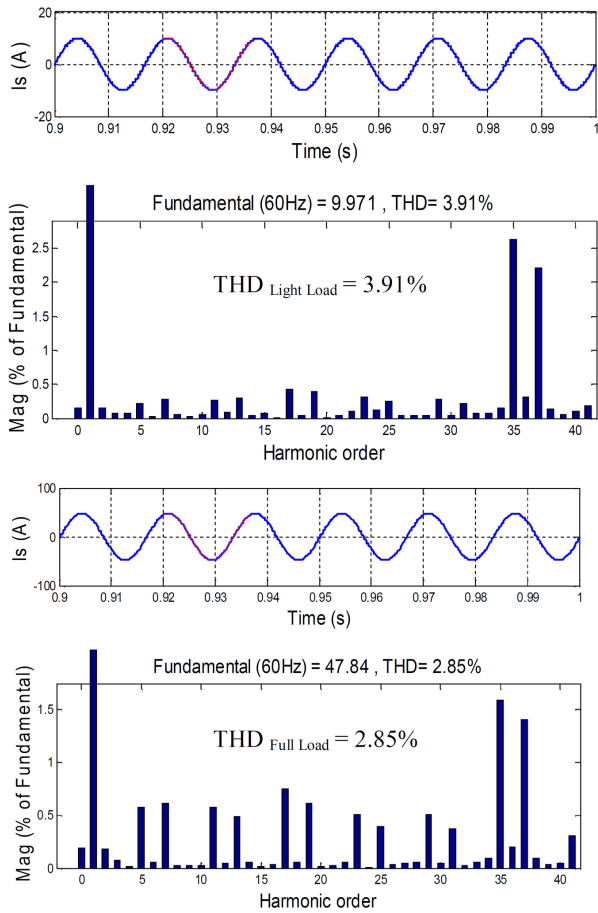 20
0
-20
Is (A)
0.9 0.91 0.92 0.93 0.94 0.95 0.96 0.97 0.98 0.99 1
Time (s)
Fundamental (60Hz) = 9.971 , THD= 3.91%
THD Light Load = 3.91%
2.5
2
1.5
1
0.5
0
Mag (% of Fundamental)
0 5 10 15 20 25 30 35 40
Harmonic order
100
0
-100
Is (A)
0.9 0.91 0.92 0.93 0.94 0.95 0.96 0.97 0.98 0.99 1
Time (s)
Fundamental (60Hz) = 47.84 , THD= 2.85%
THD Full Load = 2.85%
1.5
1
0.5
0
Mag (% of Fundamental)
0 5 10 15 20 25 30 35 40
Harmonic order